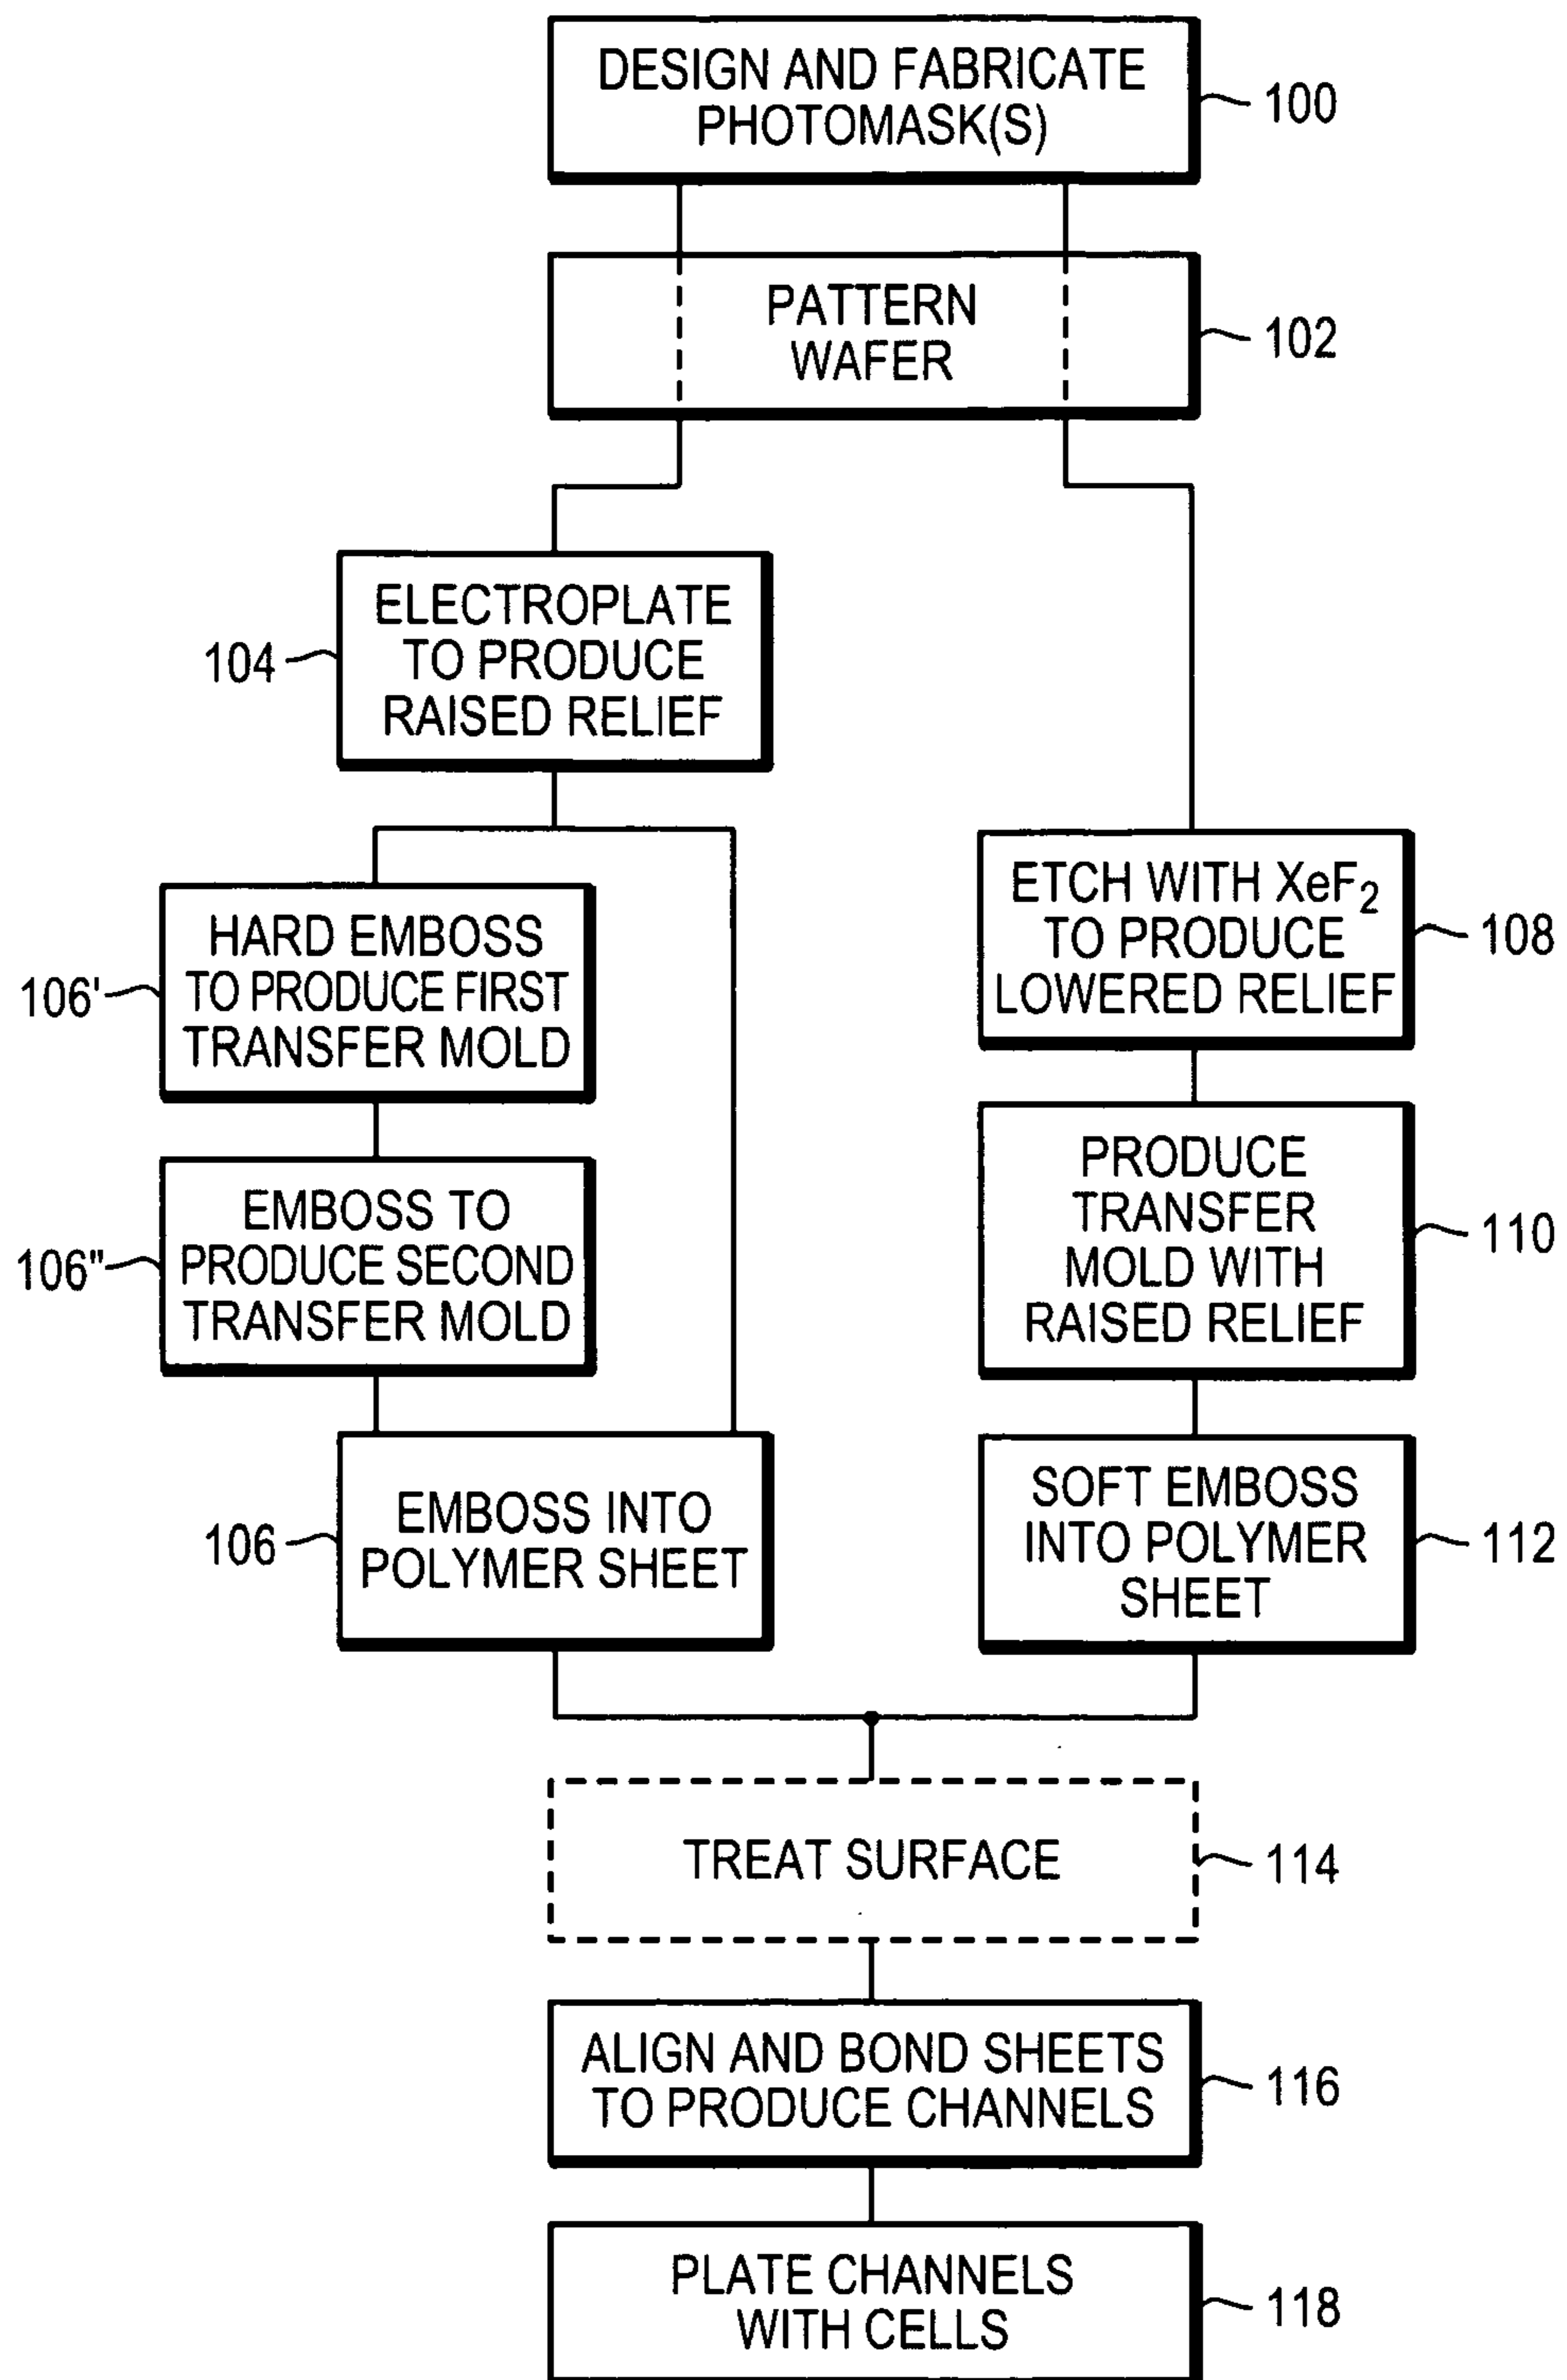 DESIGN AND FABRICATE
PHOTOMASK(S)
100
PATTERN
WAFER
102
ELECTROPLATE
TO PRODUCE
RAISED RELIEF
104
HARD EMBOSS
TO PRODUCE FIRST
TRANSFER MOLD
106'
EMBOSS TO
PRODUCE SECOND
TRANSFER MOLD
106"
EMBOSS INTO
POLYMER SHEET
106
ETCH WITH XeF₂
TO PRODUCE
LOWERED RELIEF
108
PRODUCE
TRANSFER
MOLD WITH
RAISED RELIEF
110
SOFT EMBOSS
INTO POLYMER
SHEET
112
TREAT SURFACE
114
ALIGN AND BOND SHEETS
TO PRODUCE CHANNELS
116
PLATE CHANNELS
WITH CELLS
118